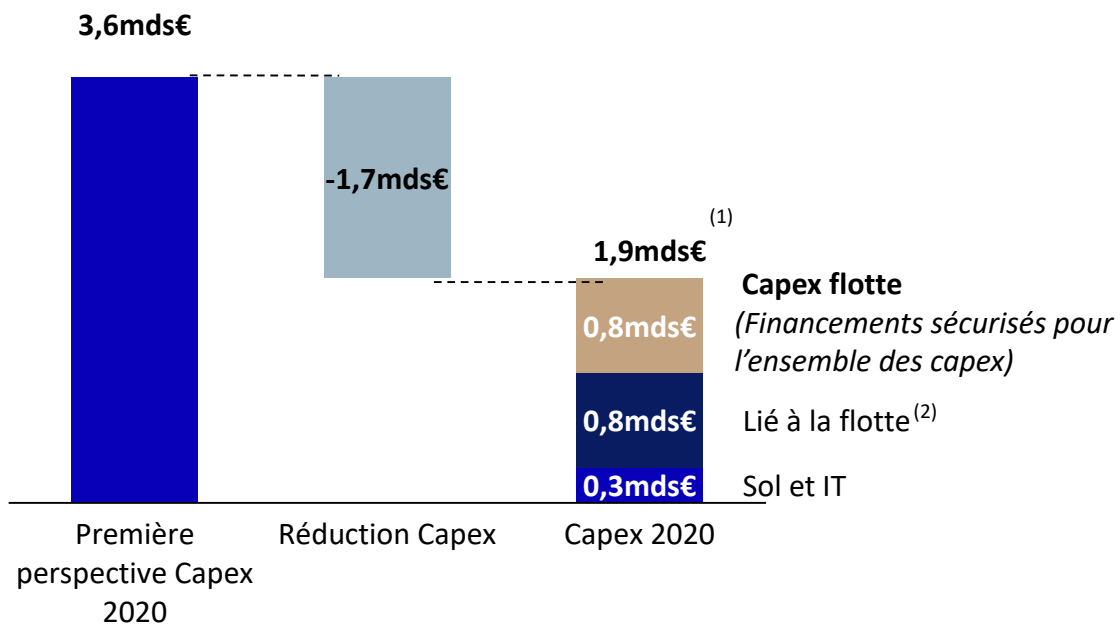 3,6mds€
-1,7mds€
(1)
1,9mds€
Capex flotte
(Financements sécurisés pour
l’ensemble des capex)
0,8mds€
0,8mds€
Lié à la flotte (2)
0,3mds€
Sol et IT
Première
perspective Capex
2020
Réduction Capex
Capex 2020